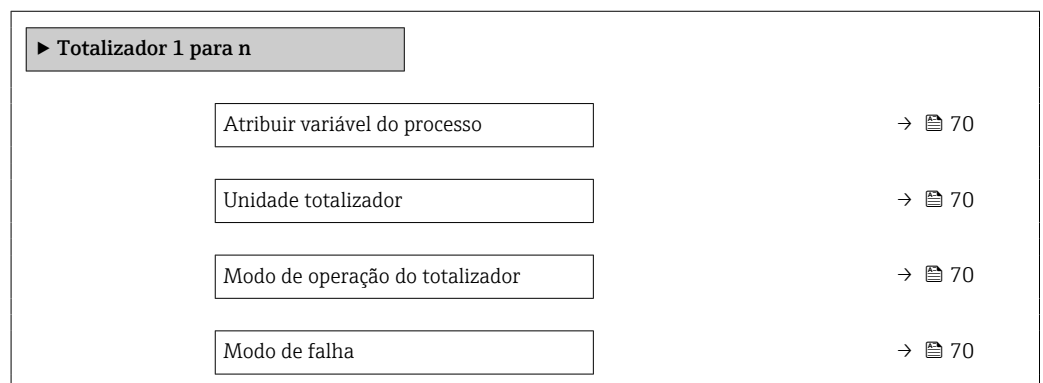 ▶ Totalizador 1 para n
Atribuir variável do processo → 70
Unidade totalizador → 70
Modo de operação do totalizador → 70
Modo de falha → 70